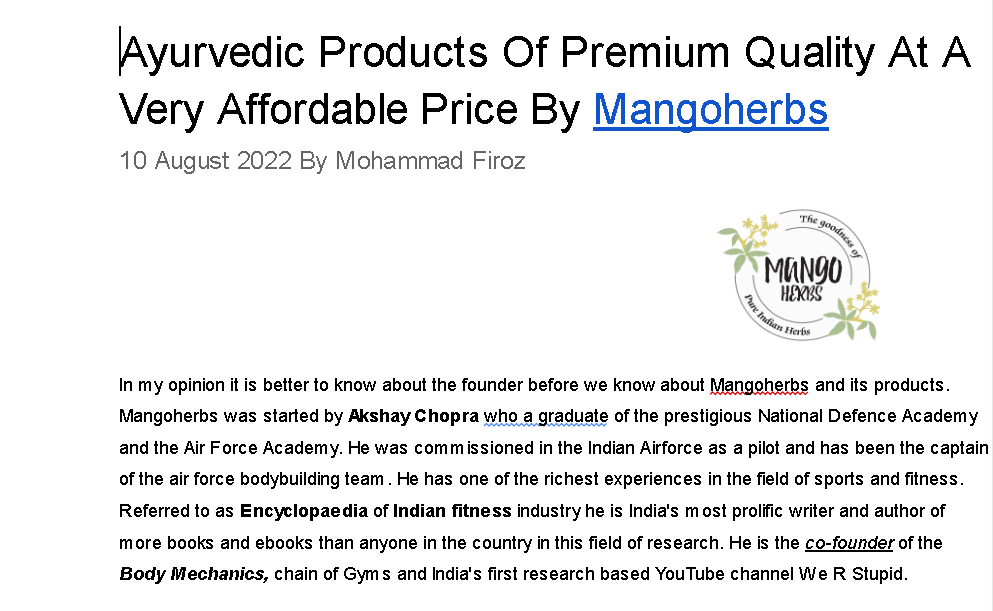 Ayurvedic Products Of Premium Quality At A
Very Affordable Price By Mangoherbs
10 August 2022 By Mohammad Firoz
The goodness of
MANGO
HERBS
Pure Indian Herbs
In my opinion it is better to know about the founder before we know about Mangoherbs and its products.
Mangoherbs was started by Akshay Chopra who a graduate of the prestigious National Defence Academy
and the Air Force Academy. He was commissioned in the Indian Airforce as a pilot and has been the captain
of the air force bodybuilding team. He has one of the richest experiences in the field of sports and fitness.
Referred to as Encyclopaedia of Indian fitness industry he is India's most prolific writer and author of
more books and ebooks than anyone in the country in this field of research. He is the co-founder of the
Body Mechanics, chain of Gyms and India's first research based YouTube channel We R Stupid.